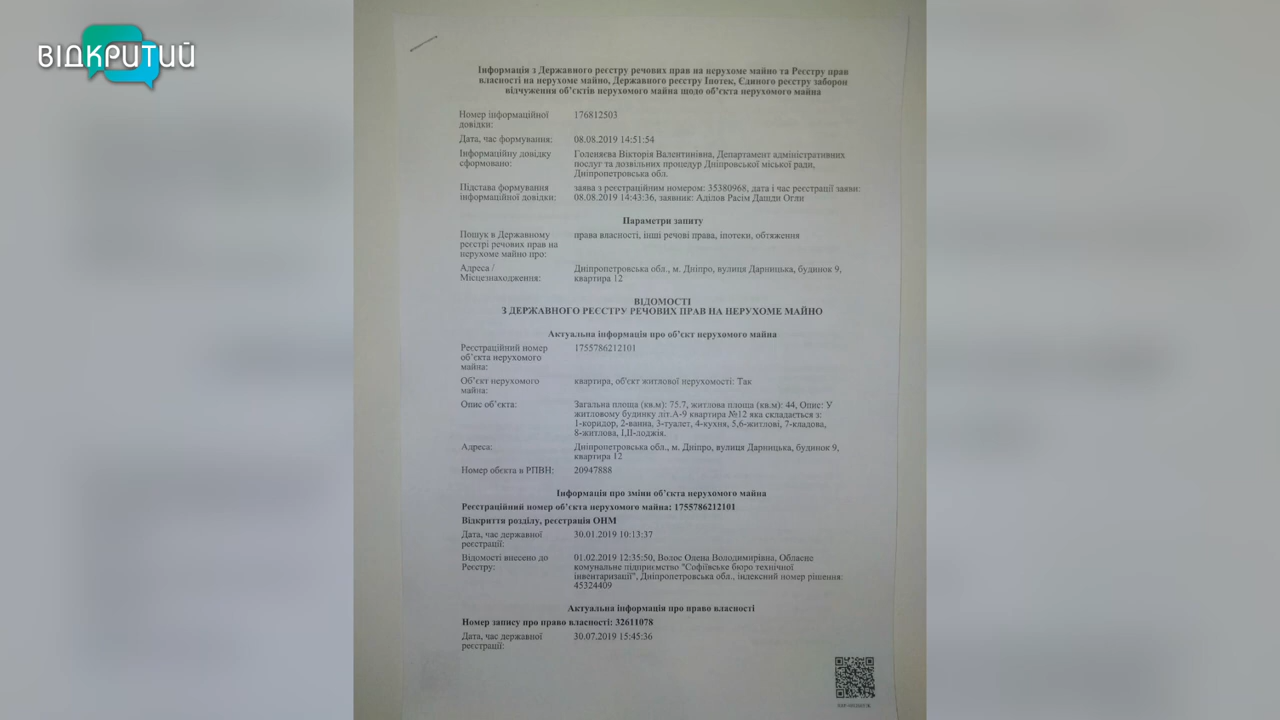 ВІДКРИТИЙ
Інформація з Державного реєстру речових прав на нерухоме майно та Реєстру прав
власності на нерухоме майно, Державного реєстру Іпотек, Єдиного реєстру заборон
відчуження об'єктів нерухомого майна щодо об'єкта нерухомого майна
Номер інформаційної 176812503
довідки:
Дата, час формування: 08.08.2019 14:51:54
Інформаційну довідку Голеняєва Вікторія Валентинівна, Департамент адміністративних
сформовано: послуг та дозвільних процедур Дніпровської міської ради,
Дніпропетровська обл.
Підстава формування заява з реєстраційним номером: 35380968, дата і час реєстрації заяви:
інформаційної довідки: 08.08.2019 14:43:36, заявник: Аділов Расім Дашди Огли
Параметри запиту
Пошук в Державному права власності, інші речові права, іпотеки, обтяження
реєстрі речових прав на
нерухоме майно про:
Адреса / Дніпропетровська обл., м. Дніпро, вулиця Дарницька, будинок 9,
Місцезнаходження: квартира 12
ВІДОМОСТІ
З ДЕРЖАВНОГО РЕЄСТРУ РЕЧОВИХ ПРАВ НА НЕРУХОМЕ МАЙНО
Актуальна інформація про об'єкт нерухомого майна
Реєстраційний номер 1755786212101
об'єкта нерухомого
майна:
Об'єкт нерухомого квартира, об'єкт житлової нерухомості: Так
майна:
Опис об'єкта: Загальна площа (кв.м): 75.7, житлова площа (кв.м): 44, Опис: У
житловому будинку літ.А-9 квартира №12 яка складається з:
1-коридор, 2-ванна, 3-туалет, 4-кухня, 5,6-житлові, 7-кладова,
8-житлова, І,ІІ-лоджія.
Адреса: Дніпропетровська обл., м. Дніпро, вулиця Дарницька, будинок 9,
квартира 12
Номер обєкта в РПВН: 20947888
Інформація про зміни об'єкта нерухомого майна
Реєстраційний номер об'єкта нерухомого майна: 1755786212101
Відкриття розділу, реєстрація ОНМ
Дата, час державної 30.01.2019 10:13:37
реєстрації:
Відомості внесено до 01.02.2019 12:35:50, Волос Олена Володимирівна, Обласне
Реєстру: комунальне підприємство "Софіївське бюро технічної
інвентаризації", Дніпропетровська обл., індексний номер рішення:
45324409
Актуальна інформація про право власності
Номер запису про право власності: 32611078
Дата, час державної 30.07.2019 15:45:36
реєстрації: